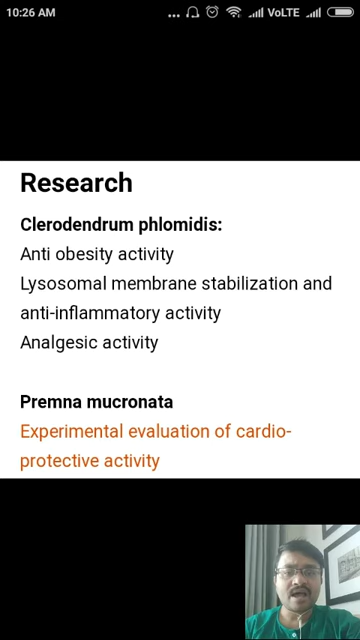 10:26 AM
VoLTE
Research
Clerodendrum phlomidis:
Anti obesity activity
Lysosomal membrane stabilization and
anti-inflammatory activity
Analgesic activity
Premna mucronata
Experimental evaluation of cardio-
protective activity